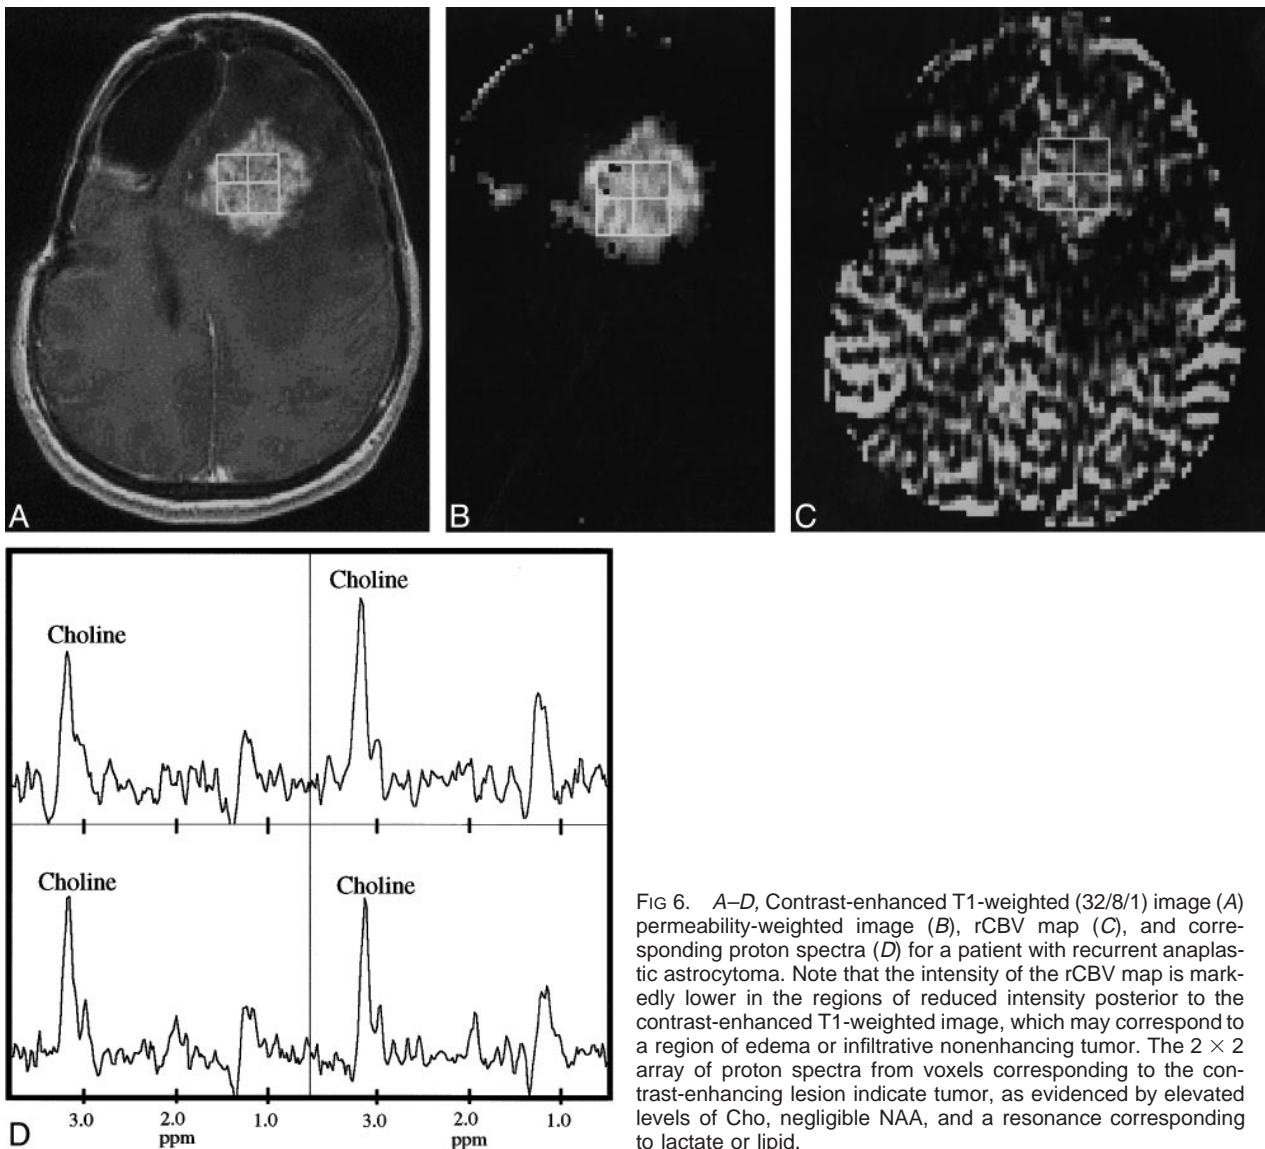 A
B
C
Choline
Choline
Choline
Choline
3.0 2.0 1.0 3.0 2.0 1.0
ppm ppm
D
FIG 6. A–D, Contrast-enhanced T1-weighted (32/8/1) image (A)
permeability-weighted image (B), rCBV map (C), and corre-
sponding proton spectra (D) for a patient with recurrent anaplas-
tic astrocytoma. Note that the intensity of the rCBV map is mark-
edly lower in the regions of reduced intensity posterior to the
contrast-enhanced T1-weighted image, which may correspond to
a region of edema or infiltrative nonenhancing tumor. The 2 × 2
array of proton spectra from voxels corresponding to the con-
trast-enhancing lesion indicate tumor, as evidenced by elevated
levels of Cho, negligible NAA, and a resonance corresponding
to lactate or lipid.